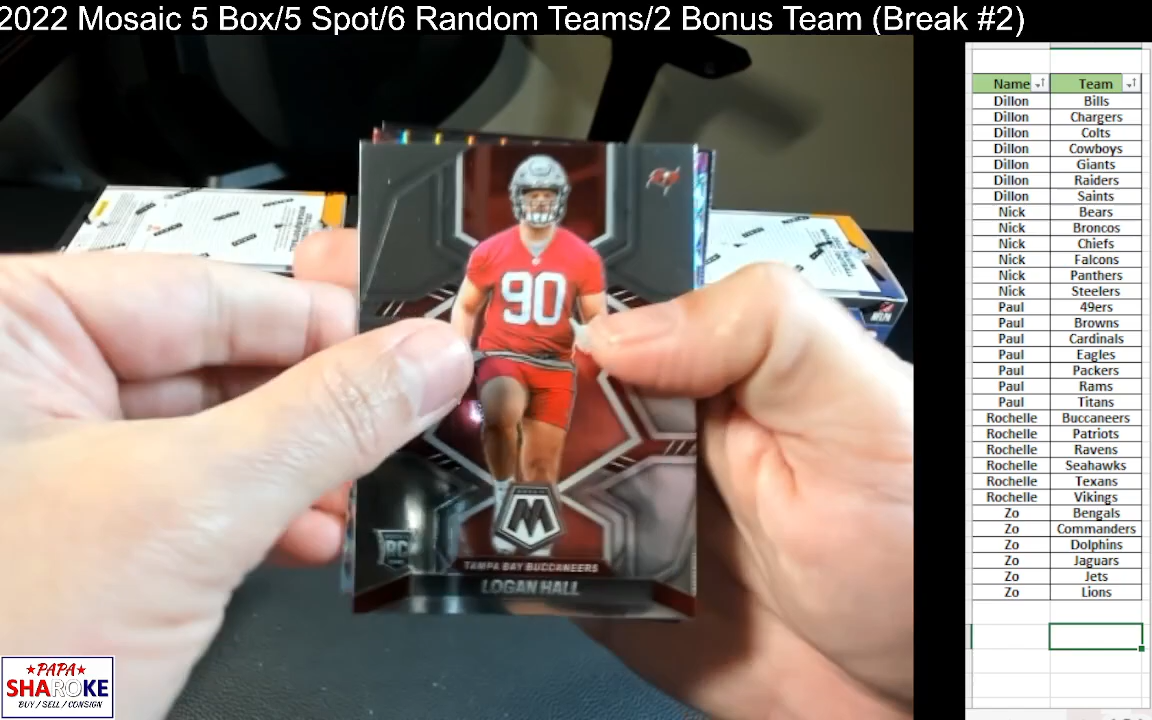 2022 Mosaic 5 Box/5 Spot/6 Random Teams/2 Bonus Team (Break #2)
Name Team
Dillon Bills
Dillon Chargers
Dillon Colts
Dillon Cowboys
Dillon Giants
Dillon Raiders
Dillon Saints
Nick Bears
Nick Broncos
Nick Chiefs
Nick Falcons
Nick Panthers
Nick Steelers
Paul 49ers
Paul Browns
Paul Cardinals
Paul Eagles
Paul Packers
Paul Rams
Paul Titans
Rochelle Buccaneers
Rochelle Patriots
Rochelle Ravens
Rochelle Seahawks
Rochelle Texans
Rochelle Vikings
Zo Bengals
Zo Commanders
Zo Dolphins
Zo Jaguars
Zo Jets
Zo Lions
90
M
RC
TAMPA BAY BUCCANEERS
LOGAN HALL
PAPA
SHAROKE
BUY / SELL / CONSIGN